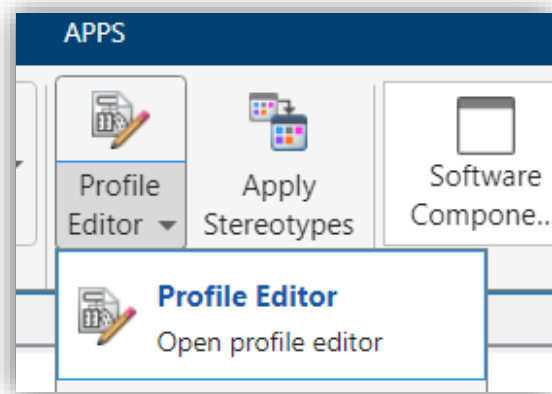 APPS
Profile
Editor
Apply
Stereotypes
Software
Compone...
Profile Editor
Open profile editor